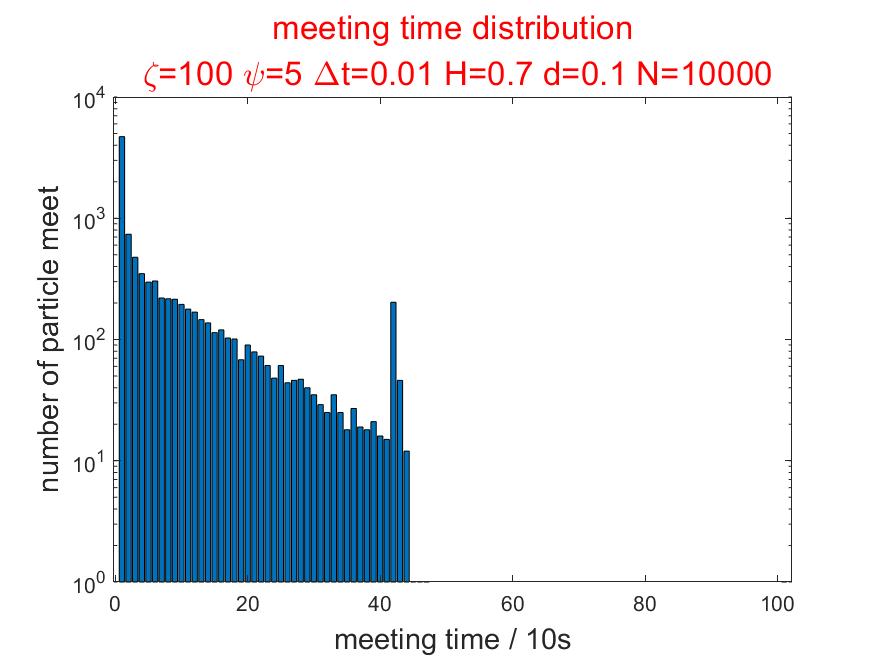 meeting time distribution
ζ=100 ψ=5 Δt=0.01 H=0.7 d=0.1 N=10000
10^4
10^3
10^2
10^1
10^0
number of particle meet
0 20 40 60 80 100
meeting time / 10s